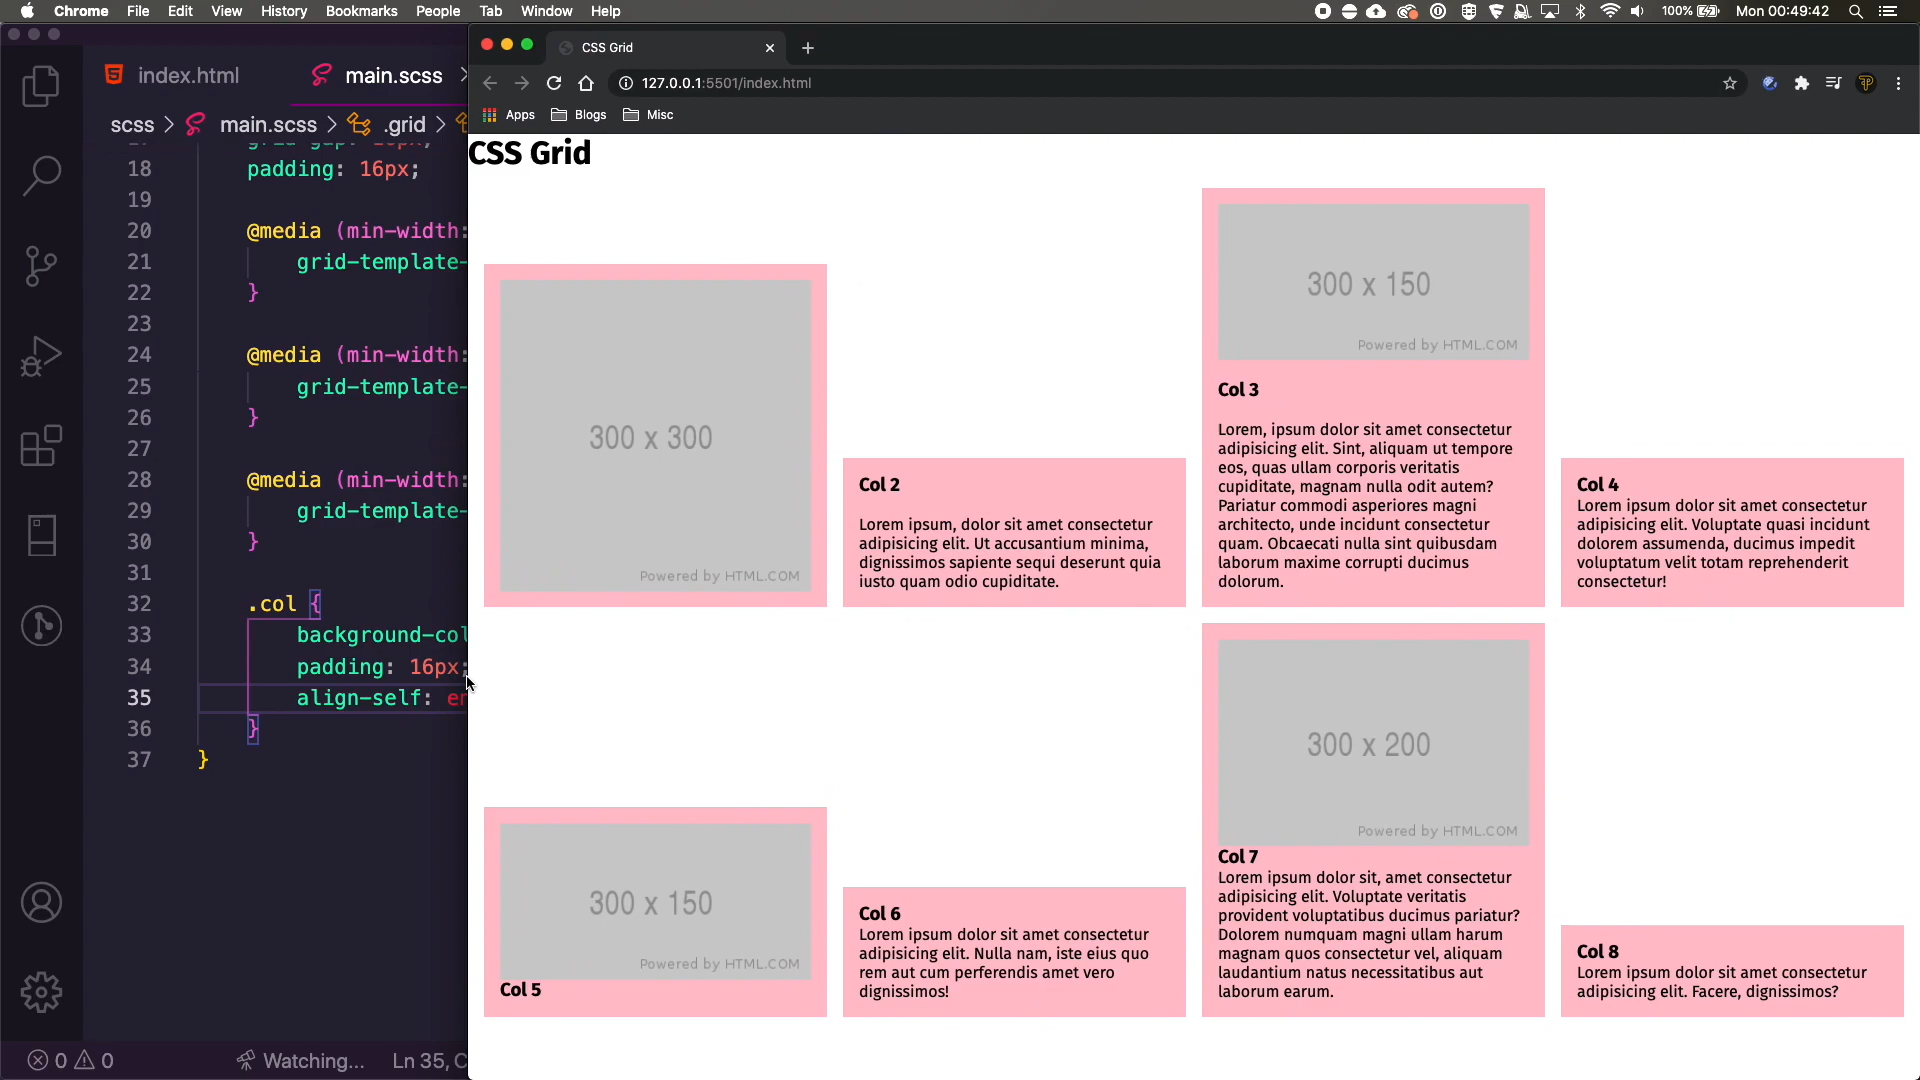 Chrome File Edit View History Bookmarks People Tab Window Help
100% Mon 00:49:42
index.html
main.scss
scss > main.scss > .grid >
18 padding: 16px;
19
20 @media (min-width:
21 grid-template-
22 }
23
24 @media (min-width:
25 grid-template-
26 }
27
28 @media (min-width:
29 grid-template-
30 }
31
32 .col {
33 background-col
34 padding: 16px;
35 align-self: en
36 }
37 }
0 0 Watching... Ln 35, C
CSS Grid
127.0.0.1:5501/index.html
Apps Blogs Misc
CSS Grid
300 x 300
Powered by HTML.COM
Col 2
Lorem ipsum, dolor sit amet consectetur
adipisicing elit. Ut accusantium minima,
dignissimos sapiente sequi deserunt quia
iusto quam odio cupiditate.
300 x 150
Powered by HTML.COM
Col 3
Lorem, ipsum dolor sit amet consectetur
adipisicing elit. Sint, aliquam ut tempore
eos, quas ullam corporis veritatis
cupiditate, magnam nulla odit autem?
Pariatur commodi asperiores magni
architecto, unde incidunt consectetur
quam. Obcaecati nulla sint quibusdam
laborum maxime corrupti ducimus
dolorum.
Col 4
Lorem ipsum dolor sit amet consectetur
adipisicing elit. Voluptate quasi incidunt
dolorem assumenda, ducimus impedit
voluptatum velit totam reprehenderit
consectetur!
300 x 150
Powered by HTML.COM
Col 5
Col 6
Lorem ipsum dolor sit amet consectetur
adipisicing elit. Nulla nam, iste eius quo
rem aut cum perferendis amet vero
dignissimos!
300 x 200
Powered by HTML.COM
Col 7
Lorem ipsum dolor sit, amet consectetur
adipisicing elit. Voluptate veritatis
provident voluptatibus ducimus pariatur?
Dolorem numquam magni ullam harum
magnam quos consectetur vel, aliquam
laudantium natus necessitatibus aut
laborum earum.
Col 8
Lorem ipsum dolor sit amet consectetur
adipisicing elit. Facere, dignissimos?